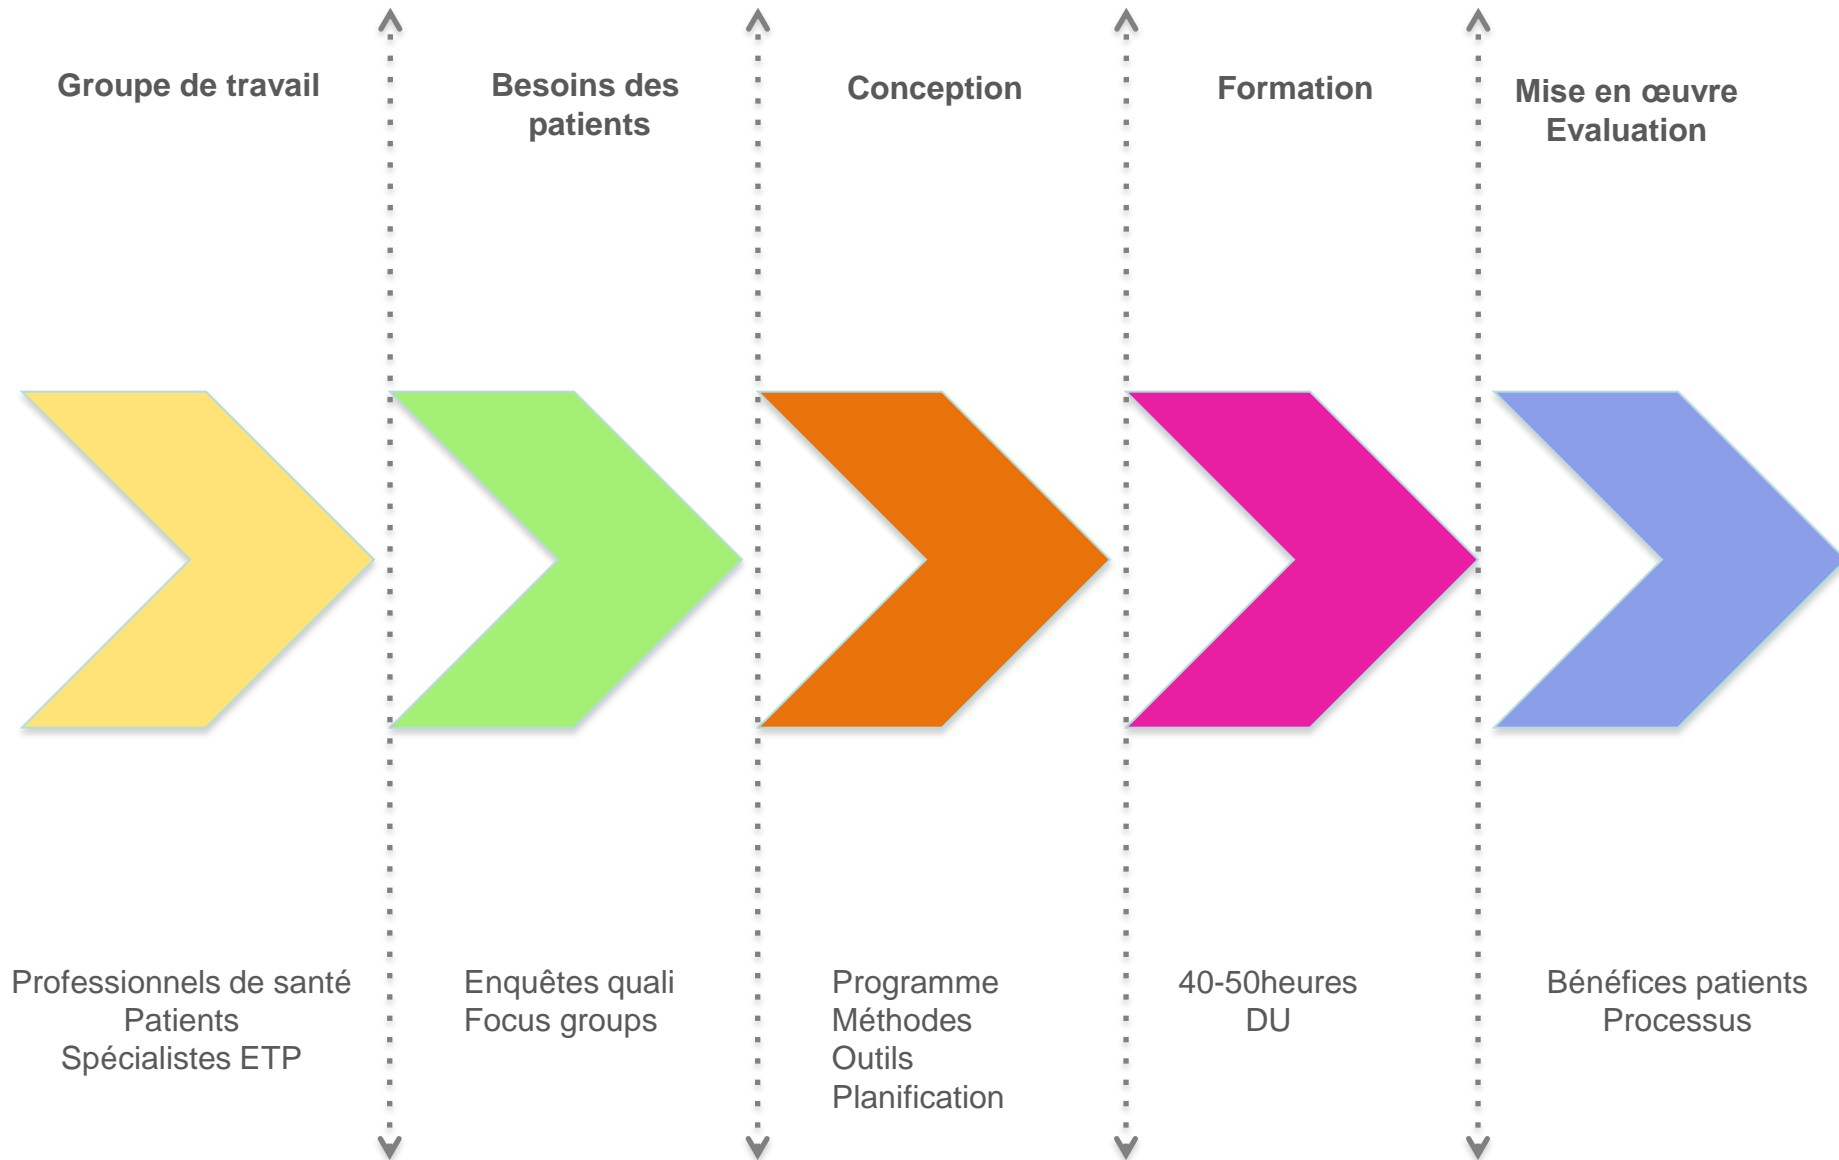 Groupe de travail
Besoins des
patients
Conception
Formation
Mise en œuvre
Evaluation
Professionnels de santé
Patients
Spécialistes ETP
Enquêtes quali
Focus groups
Programme
Méthodes
Outils
Planification
40-50heures
DU
Bénéfices patients
Processus